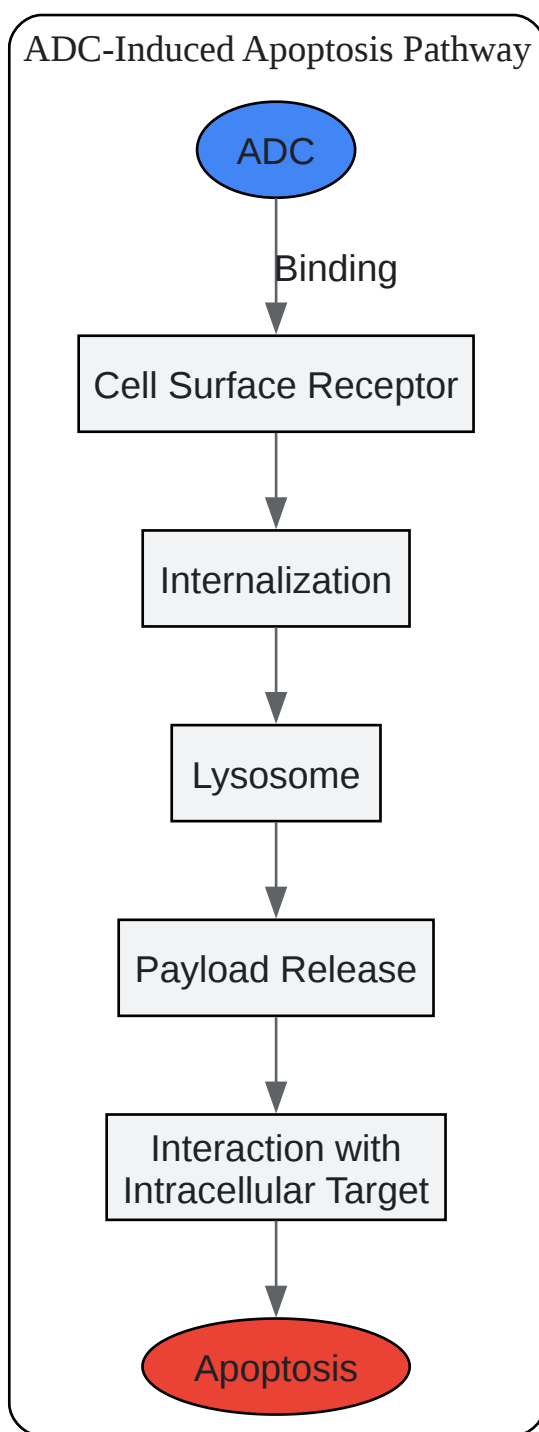 ADC-Induced Apoptosis Pathway
ADC
Binding
Cell Surface Receptor
Internalization
Lysosome
Payload Release
Interaction with
Intracellular Target
Apoptosis